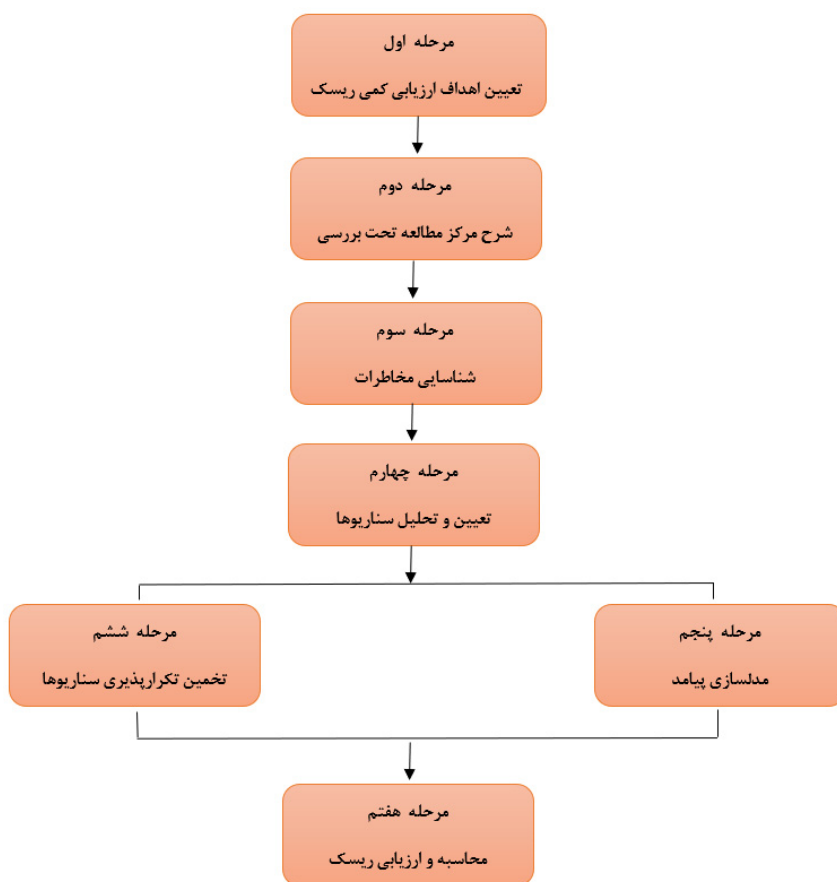 مرحله اول
تعیین اهداف ارزیابی کمی ریسک
مرحله دوم
شرح مرکز مطالعه تحت بررسی
مرحله سوم
شناسایی مخاطرات
مرحله چهارم
تعیین و تحلیل سناریوها
مرحله پنجم
مدلسازی پیامد
مرحله ششم
تخمین تکرارپذیری سناریوها
مرحله هفتم
محاسبه و ارزیابی ریسک